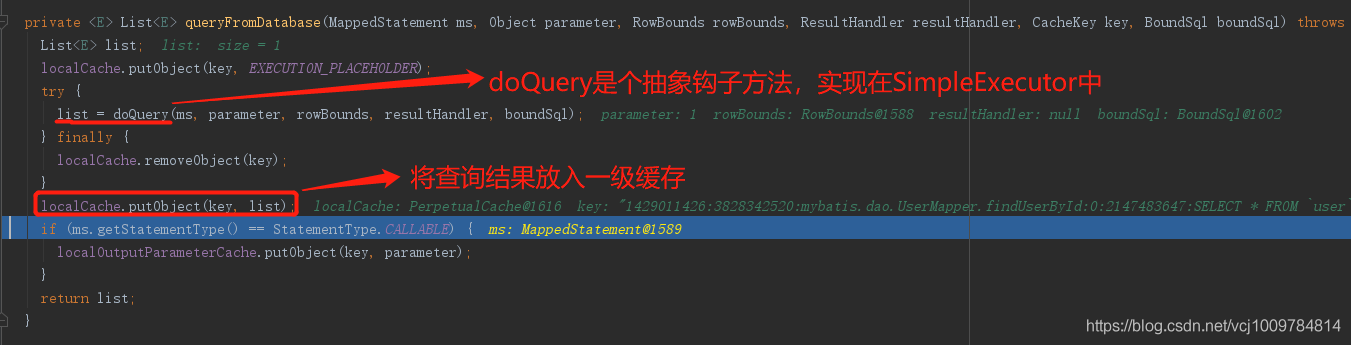 private <E> List<E> queryFromDatabase(MappedStatement ms, Object parameter, RowBounds rowBounds, ResultHandler resultHandler, CacheKey key, BoundSql boundSql) throws
List<E> list; list: size = 1
localCache.putObject(key, EXECUTION_PLACEHOLDER);
doQuery是个抽象钩子方法，实现在SimpleExecutor中
try {
list = doQuery(ms, parameter, rowBounds, resultHandler, boundSql); parameter: 1 rowBounds: RowBounds@1588 resultHandler: null boundSql: BoundSql@1602
} finally {
localCache.removeObject(key);
}
将查询结果放入一级缓存
localCache.putObject(key, list); localCache: PerpetualCache@1616 key: "1429011426:3828342520:mybatis.dao.UserMapper.findUserById:0:2147483647:SELECT * FROM `user`
if (ms.getStatementType() == StatementType.CALLABLE) { ms: MappedStatement@1589
localOutputParameterCache.putObject(key, parameter);
}
return list;
}
https://blog.csdn.net/vcj1009784814